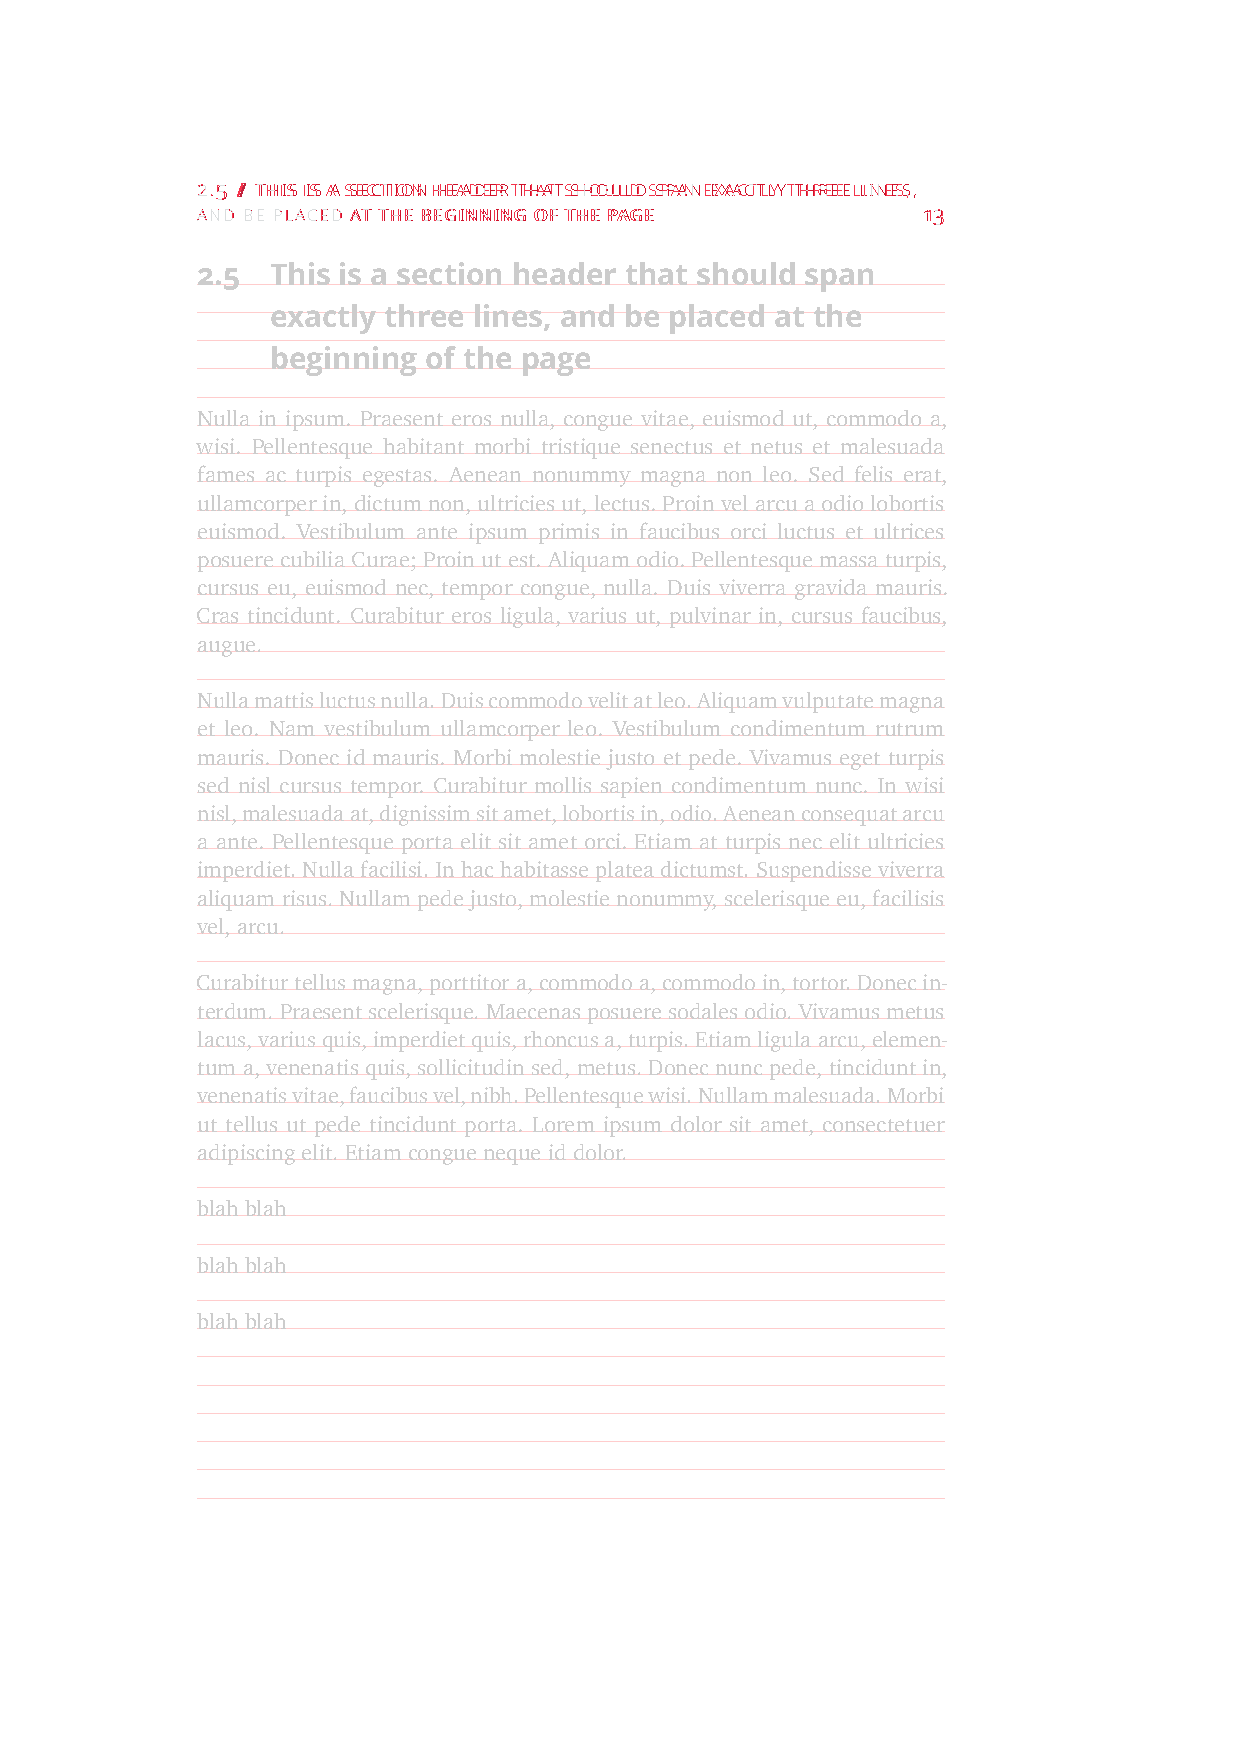 2.5 / THIS IS A SECTION HEADER THAT SHOULD SPAN EXACTLY THREE LINES,
AND BE PLACED AT THE BEGINNING OF THE PAGE 13
2.5 This is a section header that should span
exactly three lines, and be placed at the
beginning of the page
Nulla in ipsum. Praesent eros nulla, congue vitae, euismod ut, commodo a,
wisi. Pellentesque habitant morbi tristique senectus et netus et malesuada
fames ac turpis egestas. Aenean nonummy magna non leo. Sed felis erat,
ullamcorper in, dictum non, ultricies ut, lectus. Proin vel arcu a odio lobortis
euismod. Vestibulum ante ipsum primis in faucibus orci luctus et ultrices
posuere cubilia Curae; Proin ut est. Aliquam odio. Pellentesque massa turpis,
cursus eu, euismod nec, tempor congue, nulla. Duis viverra gravida mauris.
Cras tincidunt. Curabitur eros ligula, varius ut, pulvinar in, cursus faucibus,
augue.
Nulla mattis luctus nulla. Duis commodo velit at leo. Aliquam vulputate magna
et leo. Nam vestibulum ullamcorper leo. Vestibulum condimentum rutrum
mauris. Donec id mauris. Morbi molestie justo et pede. Vivamus eget turpis
sed nisl cursus tempor. Curabitur mollis sapien condimentum nunc. In wisi
nisl, malesuada at, dignissim sit amet, lobortis in, odio. Aenean consequat arcu
a ante. Pellentesque porta elit sit amet orci. Etiam at turpis nec elit ultricies
imperdiet. Nulla facilisi. In hac habitasse platea dictumst. Suspendisse viverra
aliquam risus. Nullam pede justo, molestie nonummy, scelerisque eu, facilisis
vel, arcu.
Curabitur tellus magna, porttitor a, commodo a, commodo in, tortor. Donec in-
terdum. Praesent scelerisque. Maecenas posuere sodales odio. Vivamus metus
lacus, varius quis, imperdiet quis, rhoncus a, turpis. Etiam ligula arcu, elemen-
tum a, venenatis quis, sollicitudin sed, metus. Donec nunc pede, tincidunt in,
venenatis vitae, faucibus vel, nibh. Pellentesque wisi. Nullam malesuada. Morbi
ut tellus ut pede tincidunt porta. Lorem ipsum dolor sit amet, consectetuer
adipiscing elit. Etiam congue neque id dolor.
blah blah
blah blah
blah blah